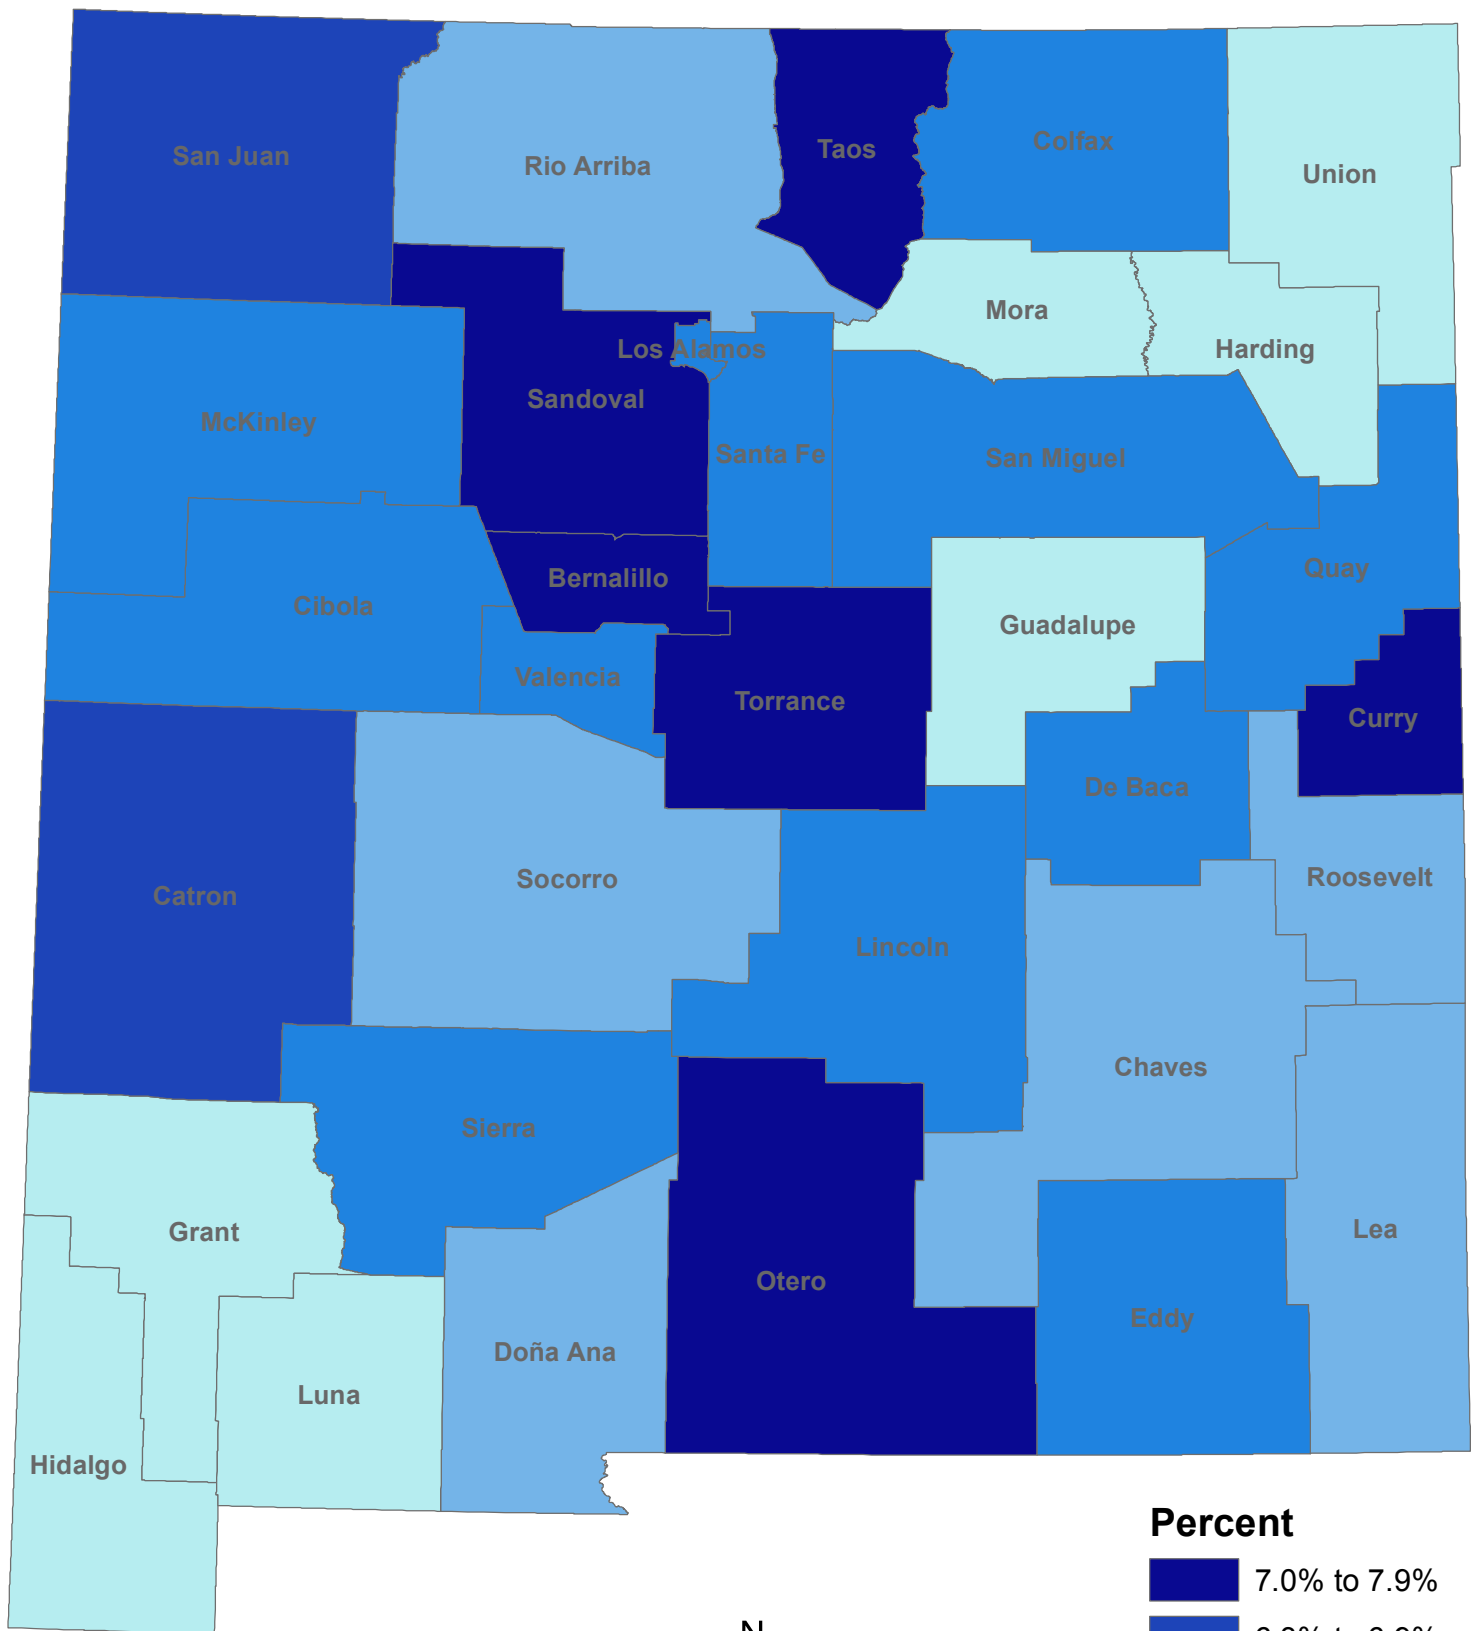 San Juan
Rio Arriba
Taos
Colfax
Union
Mora
Harding
Los Alamos
Sandoval
McKinley
Santa Fe
San Miguel
Bernalillo
Quay
Cibola
Guadalupe
Valencia
Torrance
Curry
De Baca
Socorro
Roosevelt
Catron
Lincoln
Chaves
Sierra
Grant
Lea
Otero
Eddy
Doña Ana
Luna
Hidalgo
Percent
7.0% to 7.9%
N